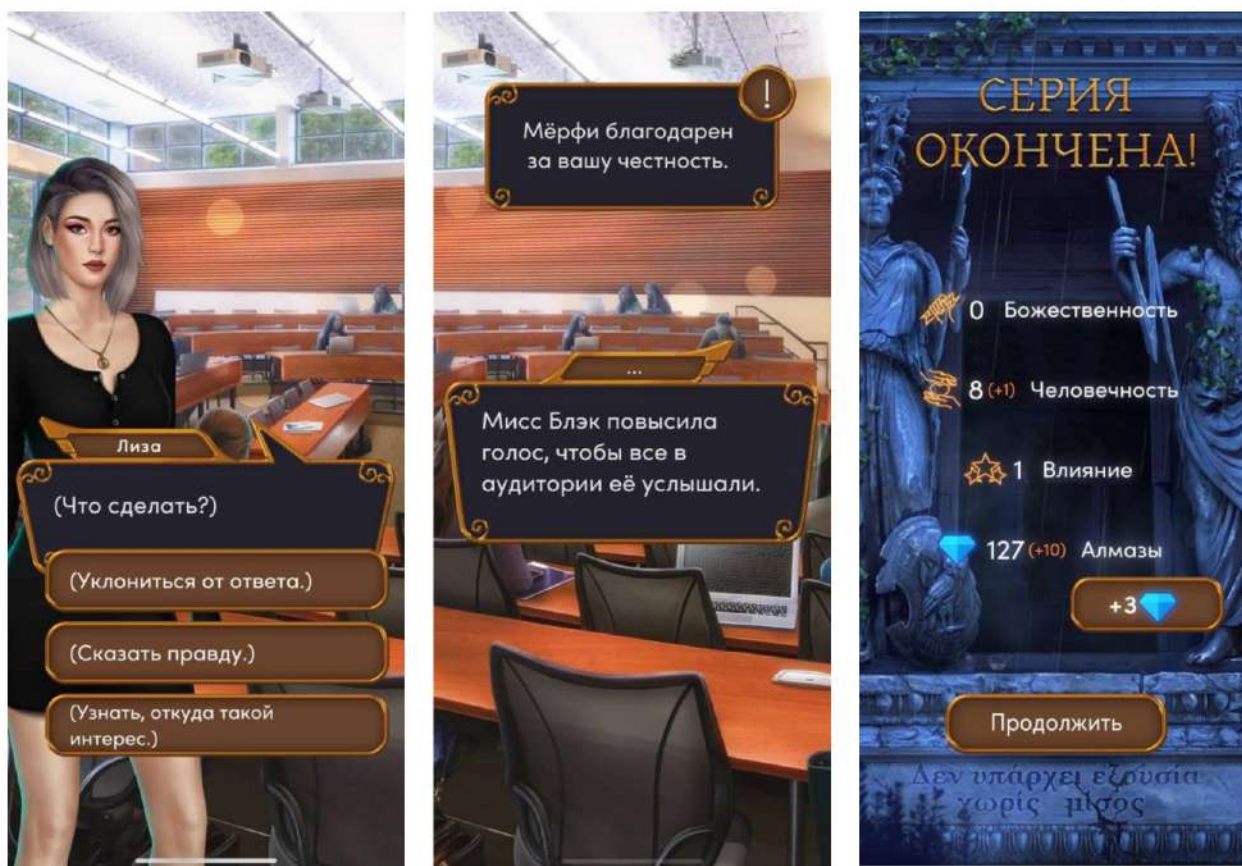 Лиза
(Что сделать?)
(Уклониться от ответа.)
(Сказать правду.)
(Узнать, откуда такой
интерес.)
!
Мёрфи благодарен
за вашу честность.
...
Мисс Блэк повысила
голос, чтобы все в
аудитории её услышали.
СЕРИЯ
ОКОНЧЕНА!
0 Божественность
8 (+1) Человечность
1 Влияние
127 (+10) Алмазы
+3
Продолжить
Δεν υπάρχει εξουσία
χωρίς μίσος